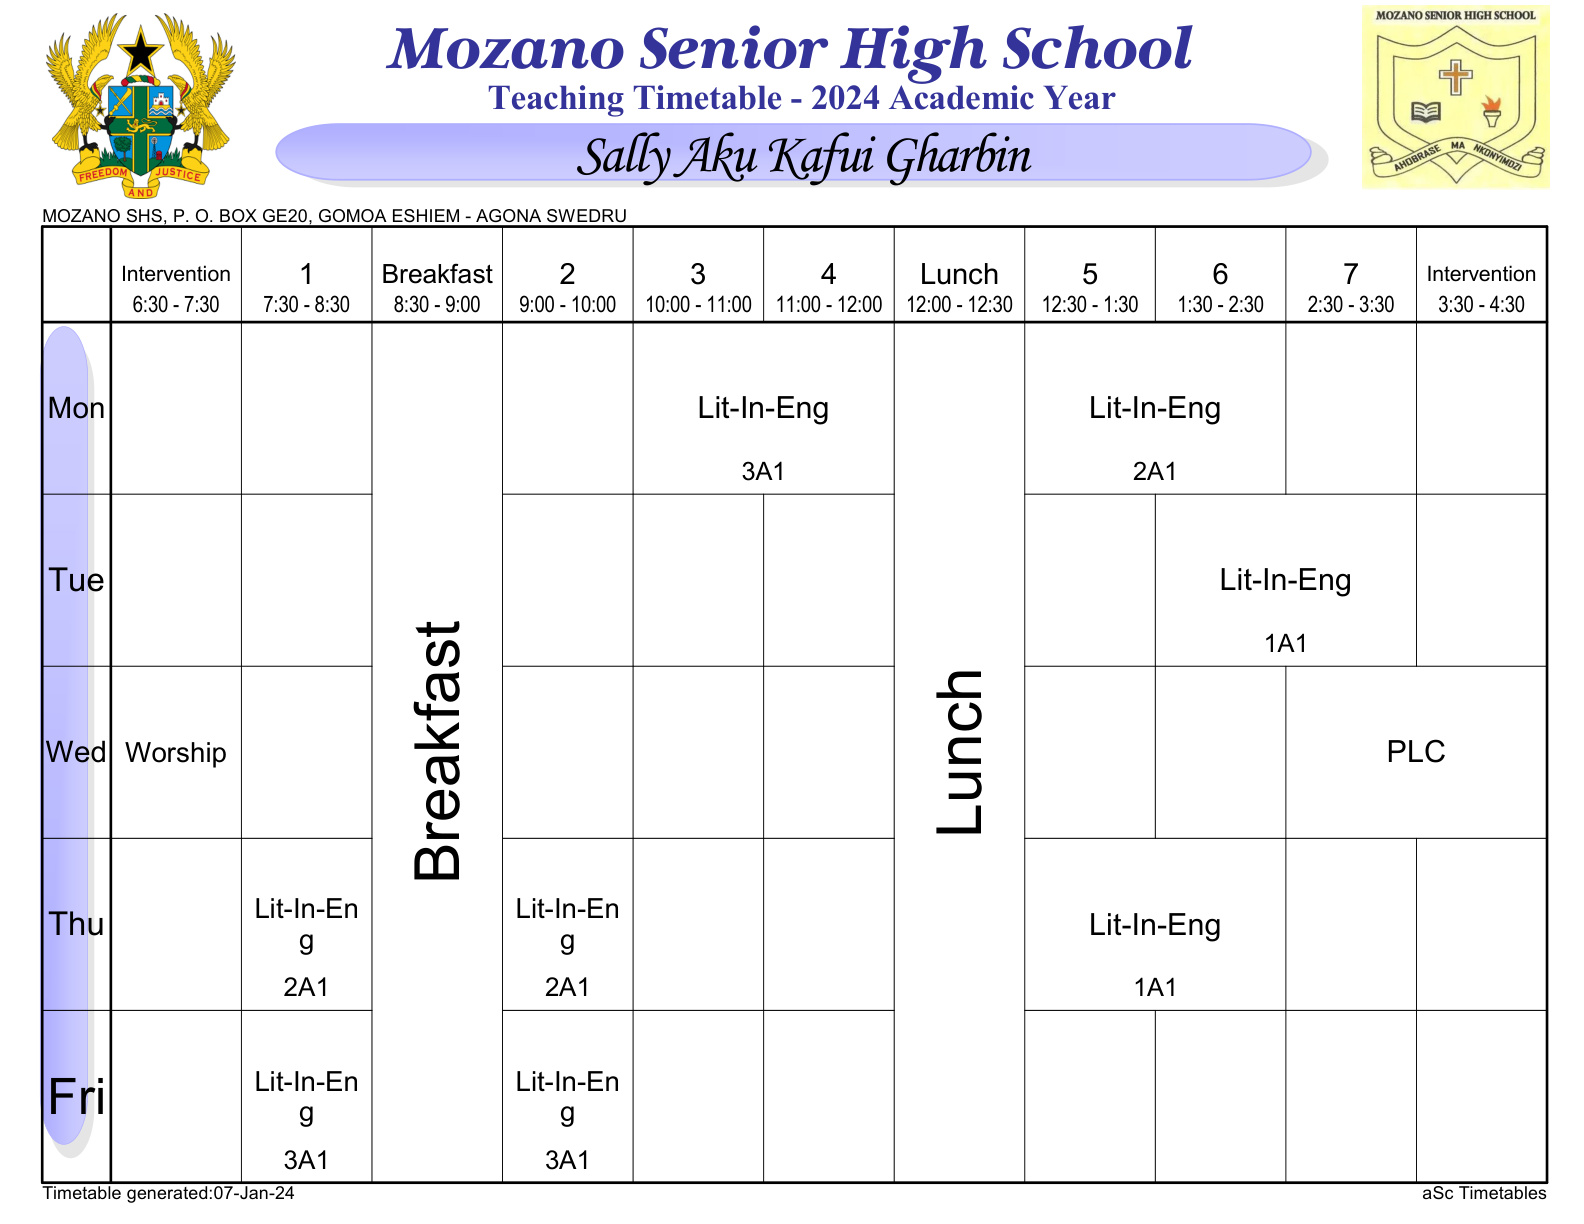 Mozano Senior High School
Teaching Timetable - 2024 Academic Year
Sally Aku Kafui Gharbin
FREEDOM AND JUSTICE
MOZANO SENIOR HIGH SCHOOL
AHOBRASE MA NKONYIMDZI
MOZANO SHS, P. O. BOX GE20, GOMOA ESHIEM - AGONA SWEDRU
Intervention 1 Breakfast 2 3 4 Lunch 5 6 7 Intervention
6:30 - 7:30 7:30 - 8:30 8:30 - 9:00 9:00 - 10:00 10:00 - 11:00 11:00 - 12:00 12:00 - 12:30 12:30 - 1:30 1:30 - 2:30 2:30 - 3:30 3:30 - 4:30
Mon Lit-In-Eng Lit-In-Eng
3A1 2A1
Tue Lit-In-Eng
1A1
Breakfast
Lunch
Wed Worship PLC
Thu Lit-In-En
g Lit-In-En
g Lit-In-Eng
2A1 2A1 1A1
Fri Lit-In-En
g Lit-In-En
g
3A1 3A1
Timetable generated:07-Jan-24
aSc Timetables